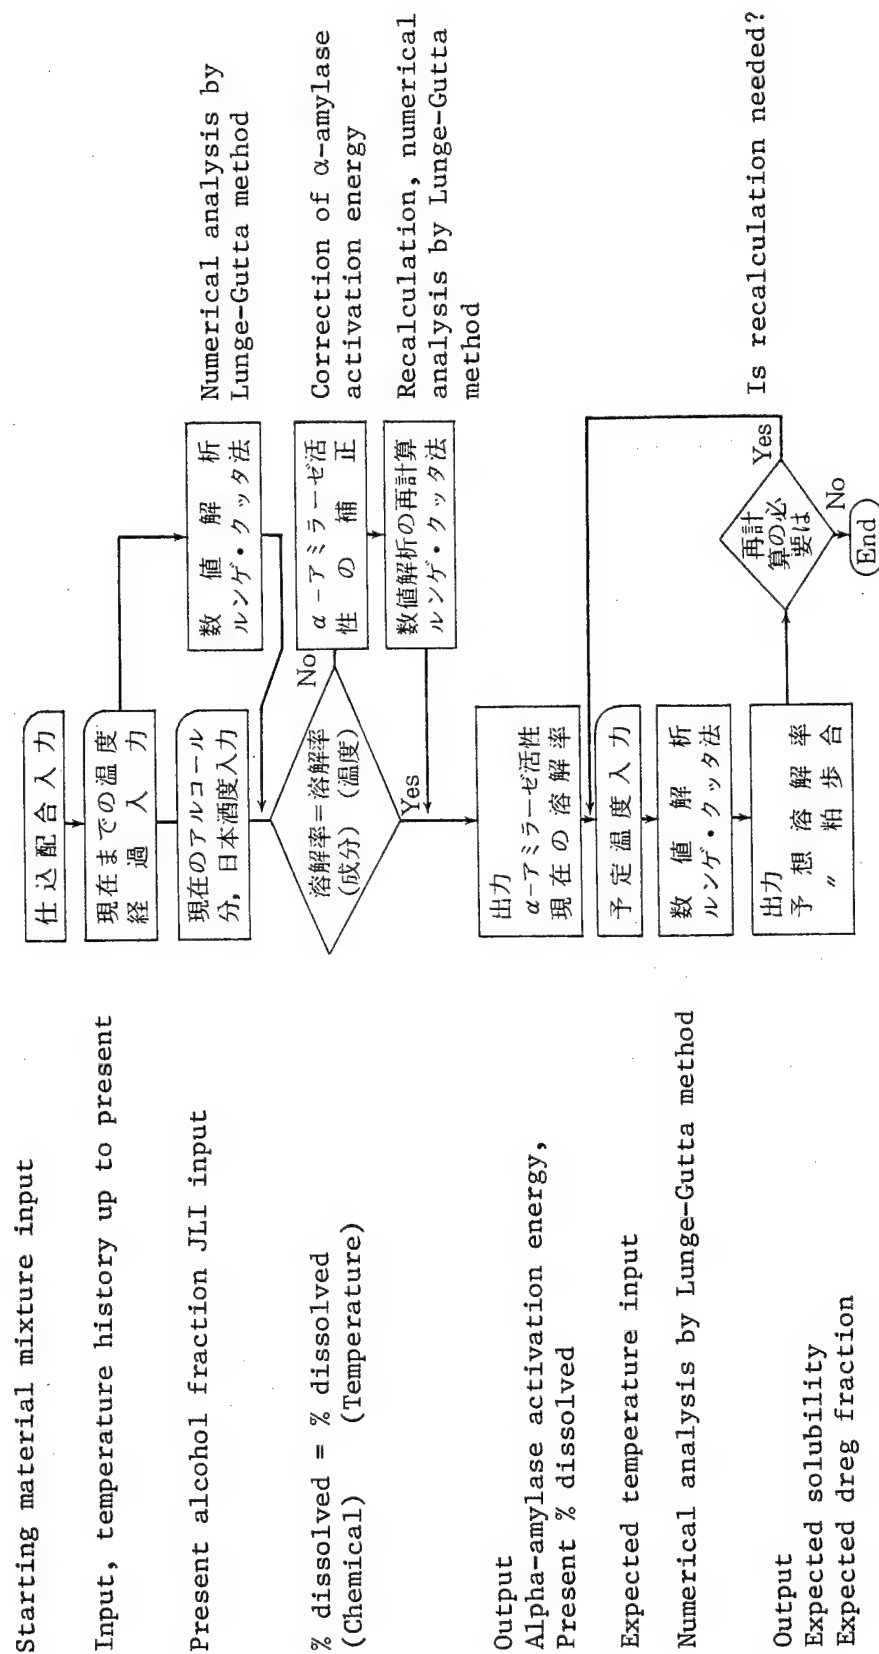 Starting material mixture input
Input, temperature history up to present
Present alcohol fraction JLI input
% dissolved = % dissolved
(Chemical) (Temperature)
Output
Alpha-amylase activation energy,
Present % dissolved
Expected temperature input
Numerical analysis by Lunge-Gutta method
Output
Expected solubility
Expected dreg fraction
仕込配合入力
現在までの温度
経過入力
現在のアルコール
分,日本酒度入力
溶解率=溶解率
(成分) (温度)
No
Yes
出力
α-アミラーゼ活性
現在の溶解率
予定温度入力
数値解析
ルンゲ・クッタ法
出力
予想溶解率
〃 粕歩合
数値解析
ルンゲ・クッタ法
α-アミラーゼ活
性の補正
数値解析の再計算
ルンゲ・クッタ法
再計
算の必
要は
Yes
No
End
Numerical analysis by
Lunge-Gutta method
Correction of α-amylase
activation energy
Recalculation, numerical
analysis by Lunge-Gutta
method
Is recalculation needed?